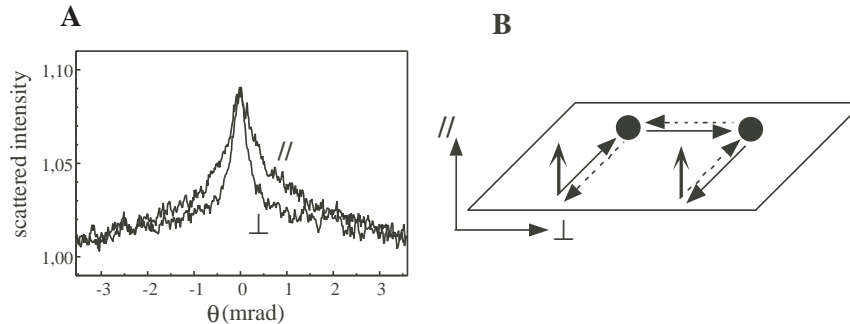 A
scattered intensity
1,10
1,05
1,00
//
⊥
-3 -2 -1 0 1 2 3
θ (mrad)
B
//
⊥